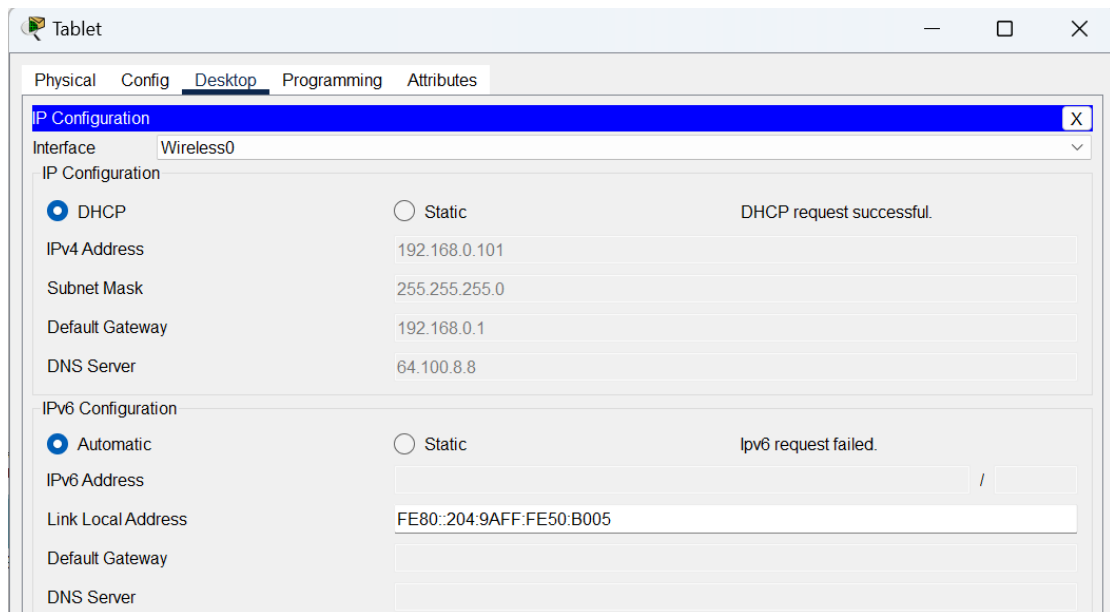 Tablet
Physical Config Desktop Programming Attributes
IP Configuration X
Interface Wireless0
IP Configuration
DHCP Static DHCP request successful.
IPv4 Address 192.168.0.101
Subnet Mask 255.255.255.0
Default Gateway 192.168.0.1
DNS Server 64.100.8.8
IPv6 Configuration
Automatic Static Ipv6 request failed.
IPv6 Address /
Link Local Address FE80::204:9AFF:FE50:B005
Default Gateway
DNS Server